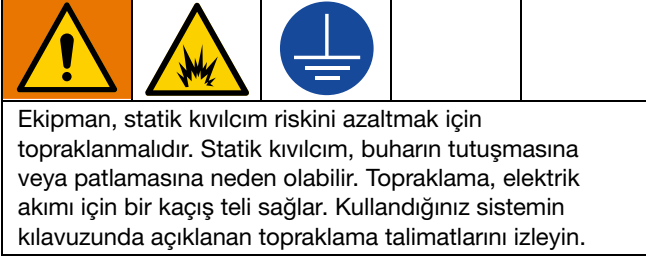 Ekipman, statik kıvılcım riskini azaltmak için
topraklanmalıdır. Statik kıvılcım, buharın tutuşmasına
veya patlamasına neden olabilir. Topraklama, elektrik
akımı için bir kaçış teli sağlar. Kullandığınız sistemin
kılavuzunda açıklanan topraklama talimatlarını izleyin.